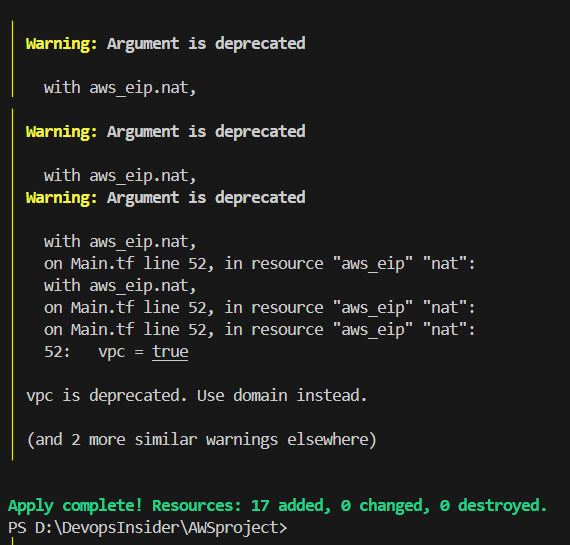 Warning: Argument is deprecated
with aws_eip.nat,
Warning: Argument is deprecated
with aws_eip.nat,
Warning: Argument is deprecated
with aws_eip.nat,
on Main.tf line 52, in resource "aws_eip" "nat":
with aws_eip.nat,
on Main.tf line 52, in resource "aws_eip" "nat":
on Main.tf line 52, in resource "aws_eip" "nat":
52:   vpc = true
vpc is deprecated. Use domain instead.
(and 2 more similar warnings elsewhere)
Apply complete! Resources: 17 added, 0 changed, 0 destroyed.
PS D:\DevopsInsider\AWSproject>